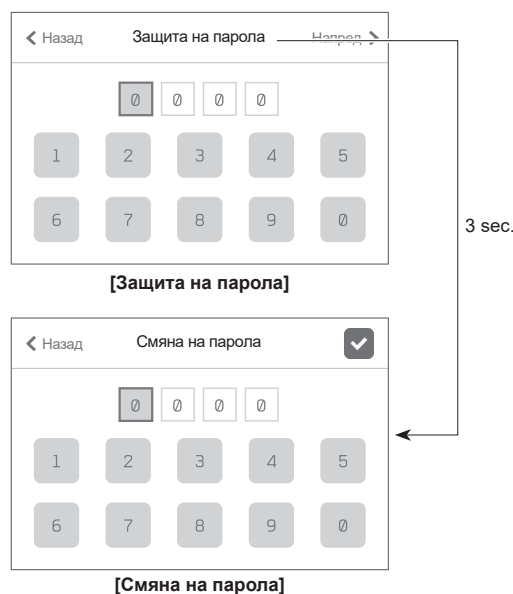 Назад Защита на парола Напред
0 0 0 0
1 2 3 4 5
6 7 8 9 0
3 sec.
[Защита на парола]
Назад Смяна на парола
0 0 0 0
1 2 3 4 5
6 7 8 9 0
[Смяна на парола]